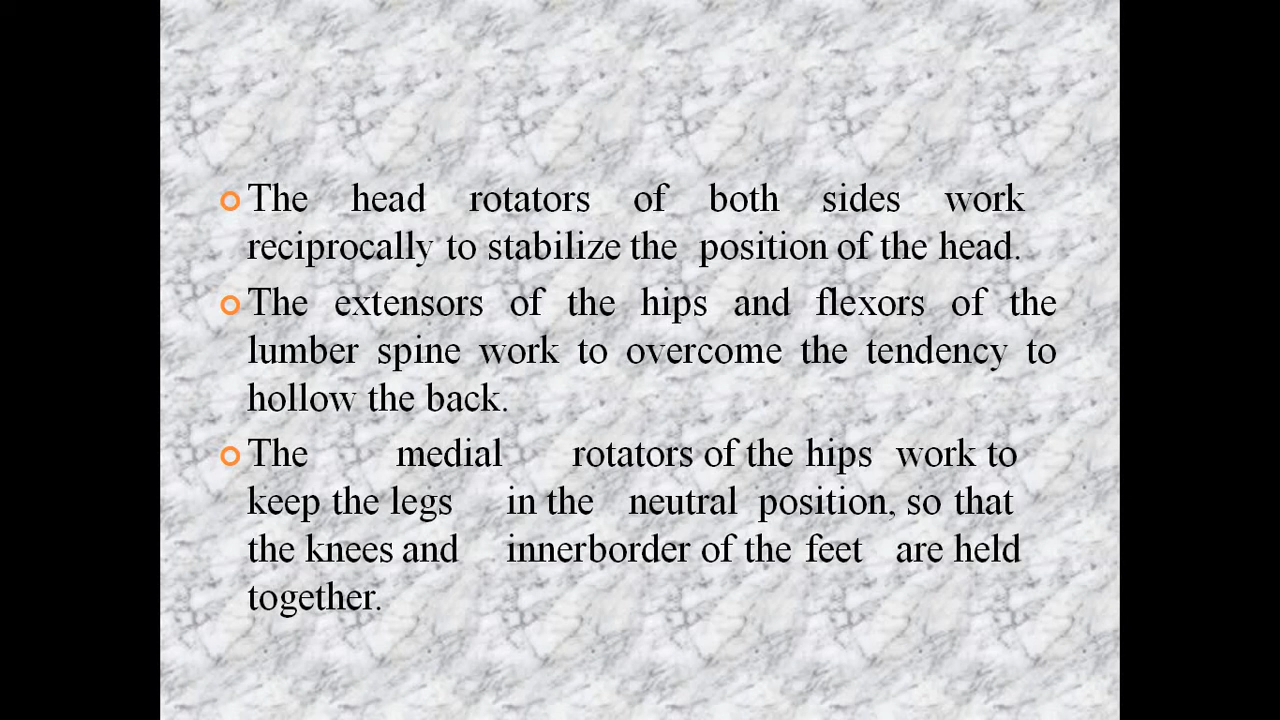 The head rotators of both sides work
reciprocally to stabilize the position of the head.
The extensors of the hips and flexors of the
lumber spine work to overcome the tendency to
hollow the back.
The medial rotators of the hips work to
keep the legs in the neutral position, so that
the knees and innerborder of the feet are held
together.